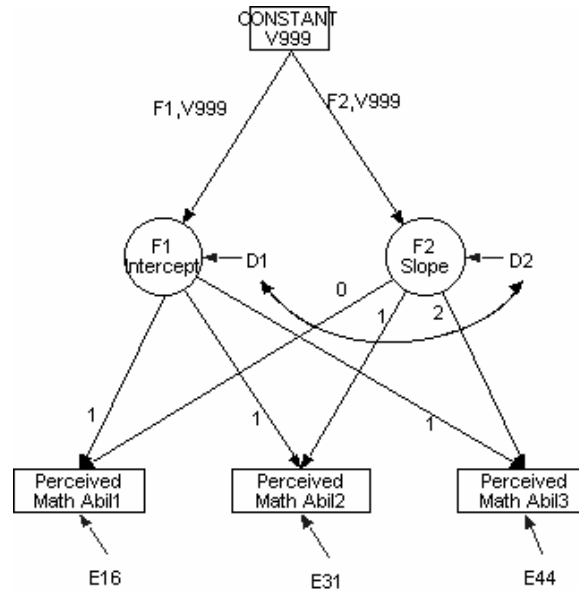 CONSTANT
V999
F1,V999
F2,V999
F1
Intercept
D1
F2
Slope
D2
0
1
2
1
1
1
Perceived
Math Abil1
Perceived
Math Abil2
Perceived
Math Abil3
E16
E31
E44